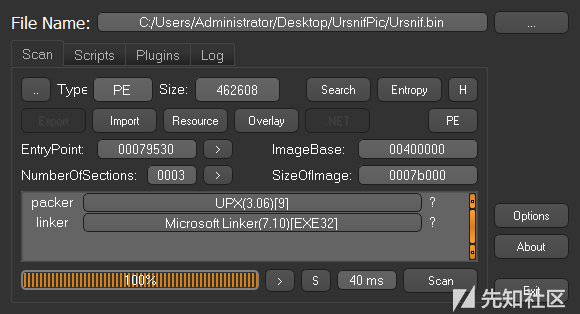 File Name: C:/Users/Administrator/Desktop/UrsnifPic/Ursnif.bin ...
Scan Scripts Plugins Log
.. Type PE Size: 462608 Search Entropy H
Export Import Resource Overlay .NET PE
EntryPoint: 00079530 > ImageBase: 00400000
NumberOfSections: 0003 > SizeOfImage: 0007b000
packer UPX(3.06)[9] ?
linker Microsoft Linker(7.10)[EXE32] ?
Options
About
100% > S 40 ms Scan Exit
先知社区